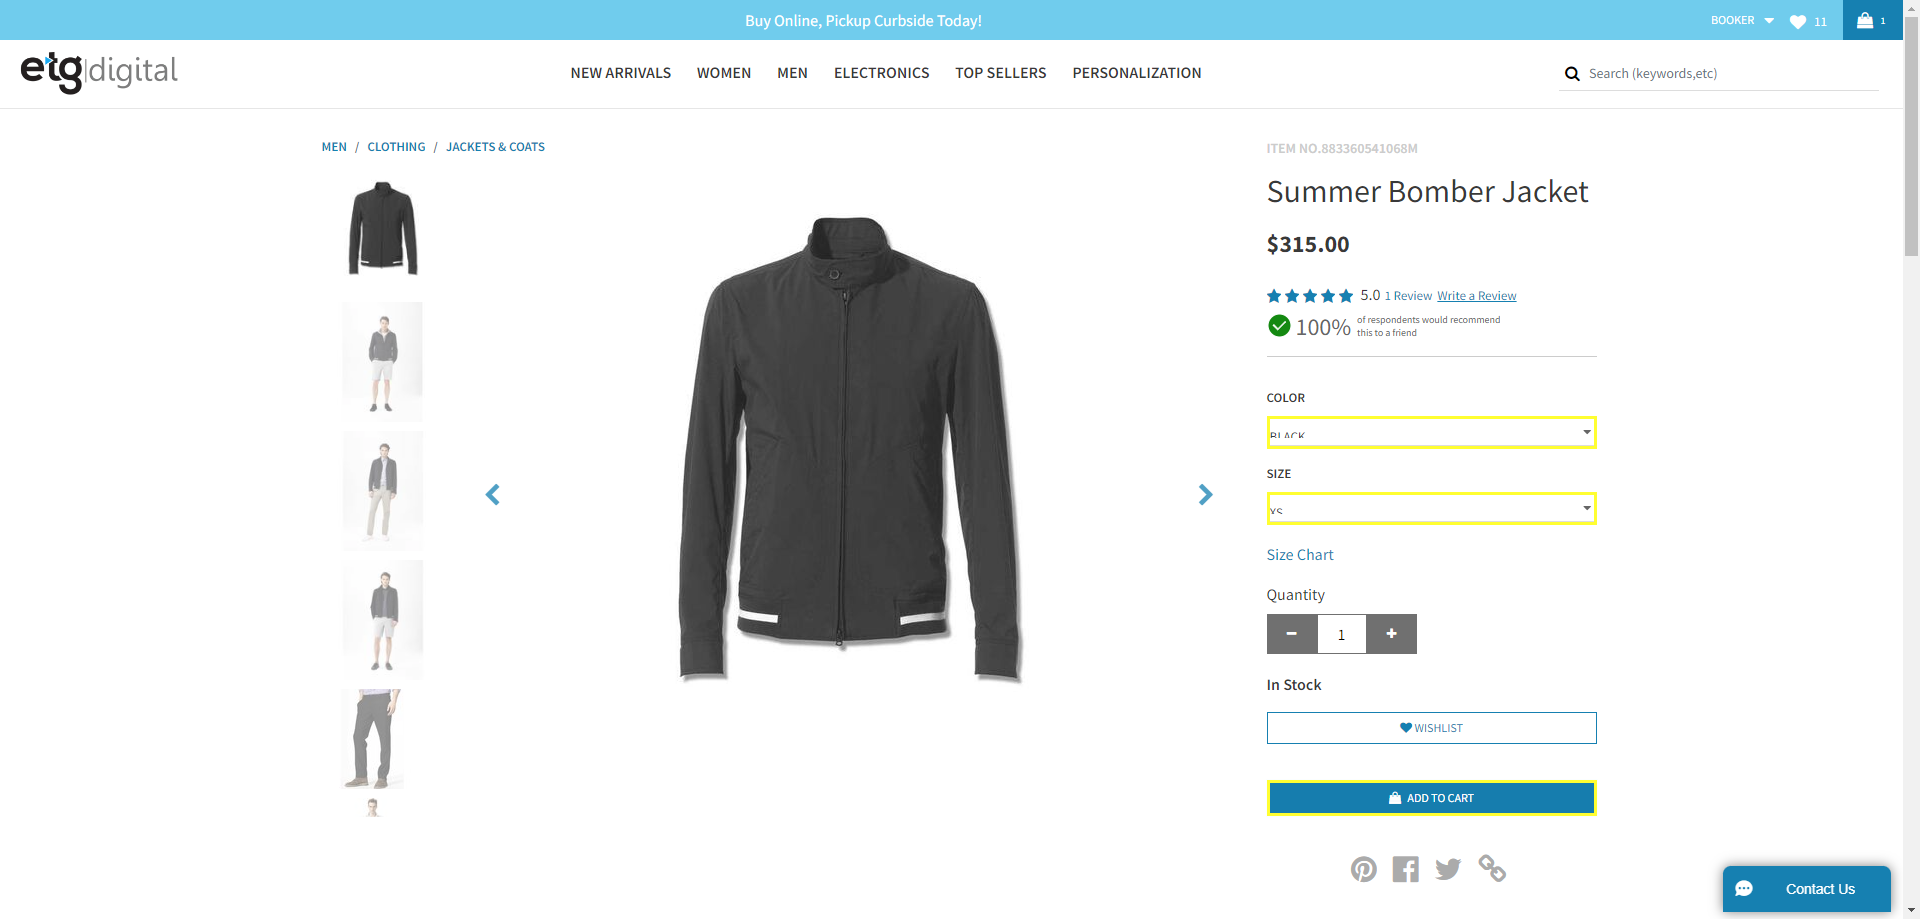 Buy Online, Pickup Curbside Today!
BOOKER
11
1
etg|digital
NEW ARRIVALS
WOMEN
MEN
ELECTRONICS
TOP SELLERS
PERSONALIZATION
Search (keywords,etc)
MEN / CLOTHING / JACKETS & COATS
ITEM NO.883360541068M
Summer Bomber Jacket
$315.00
5.0 1 Review Write a Review
100% of respondents would recommend
this to a friend
COLOR
BLACK
SIZE
XS
Size Chart
Quantity
- 1 +
In Stock
WISHLIST
ADD TO CART
Contact Us